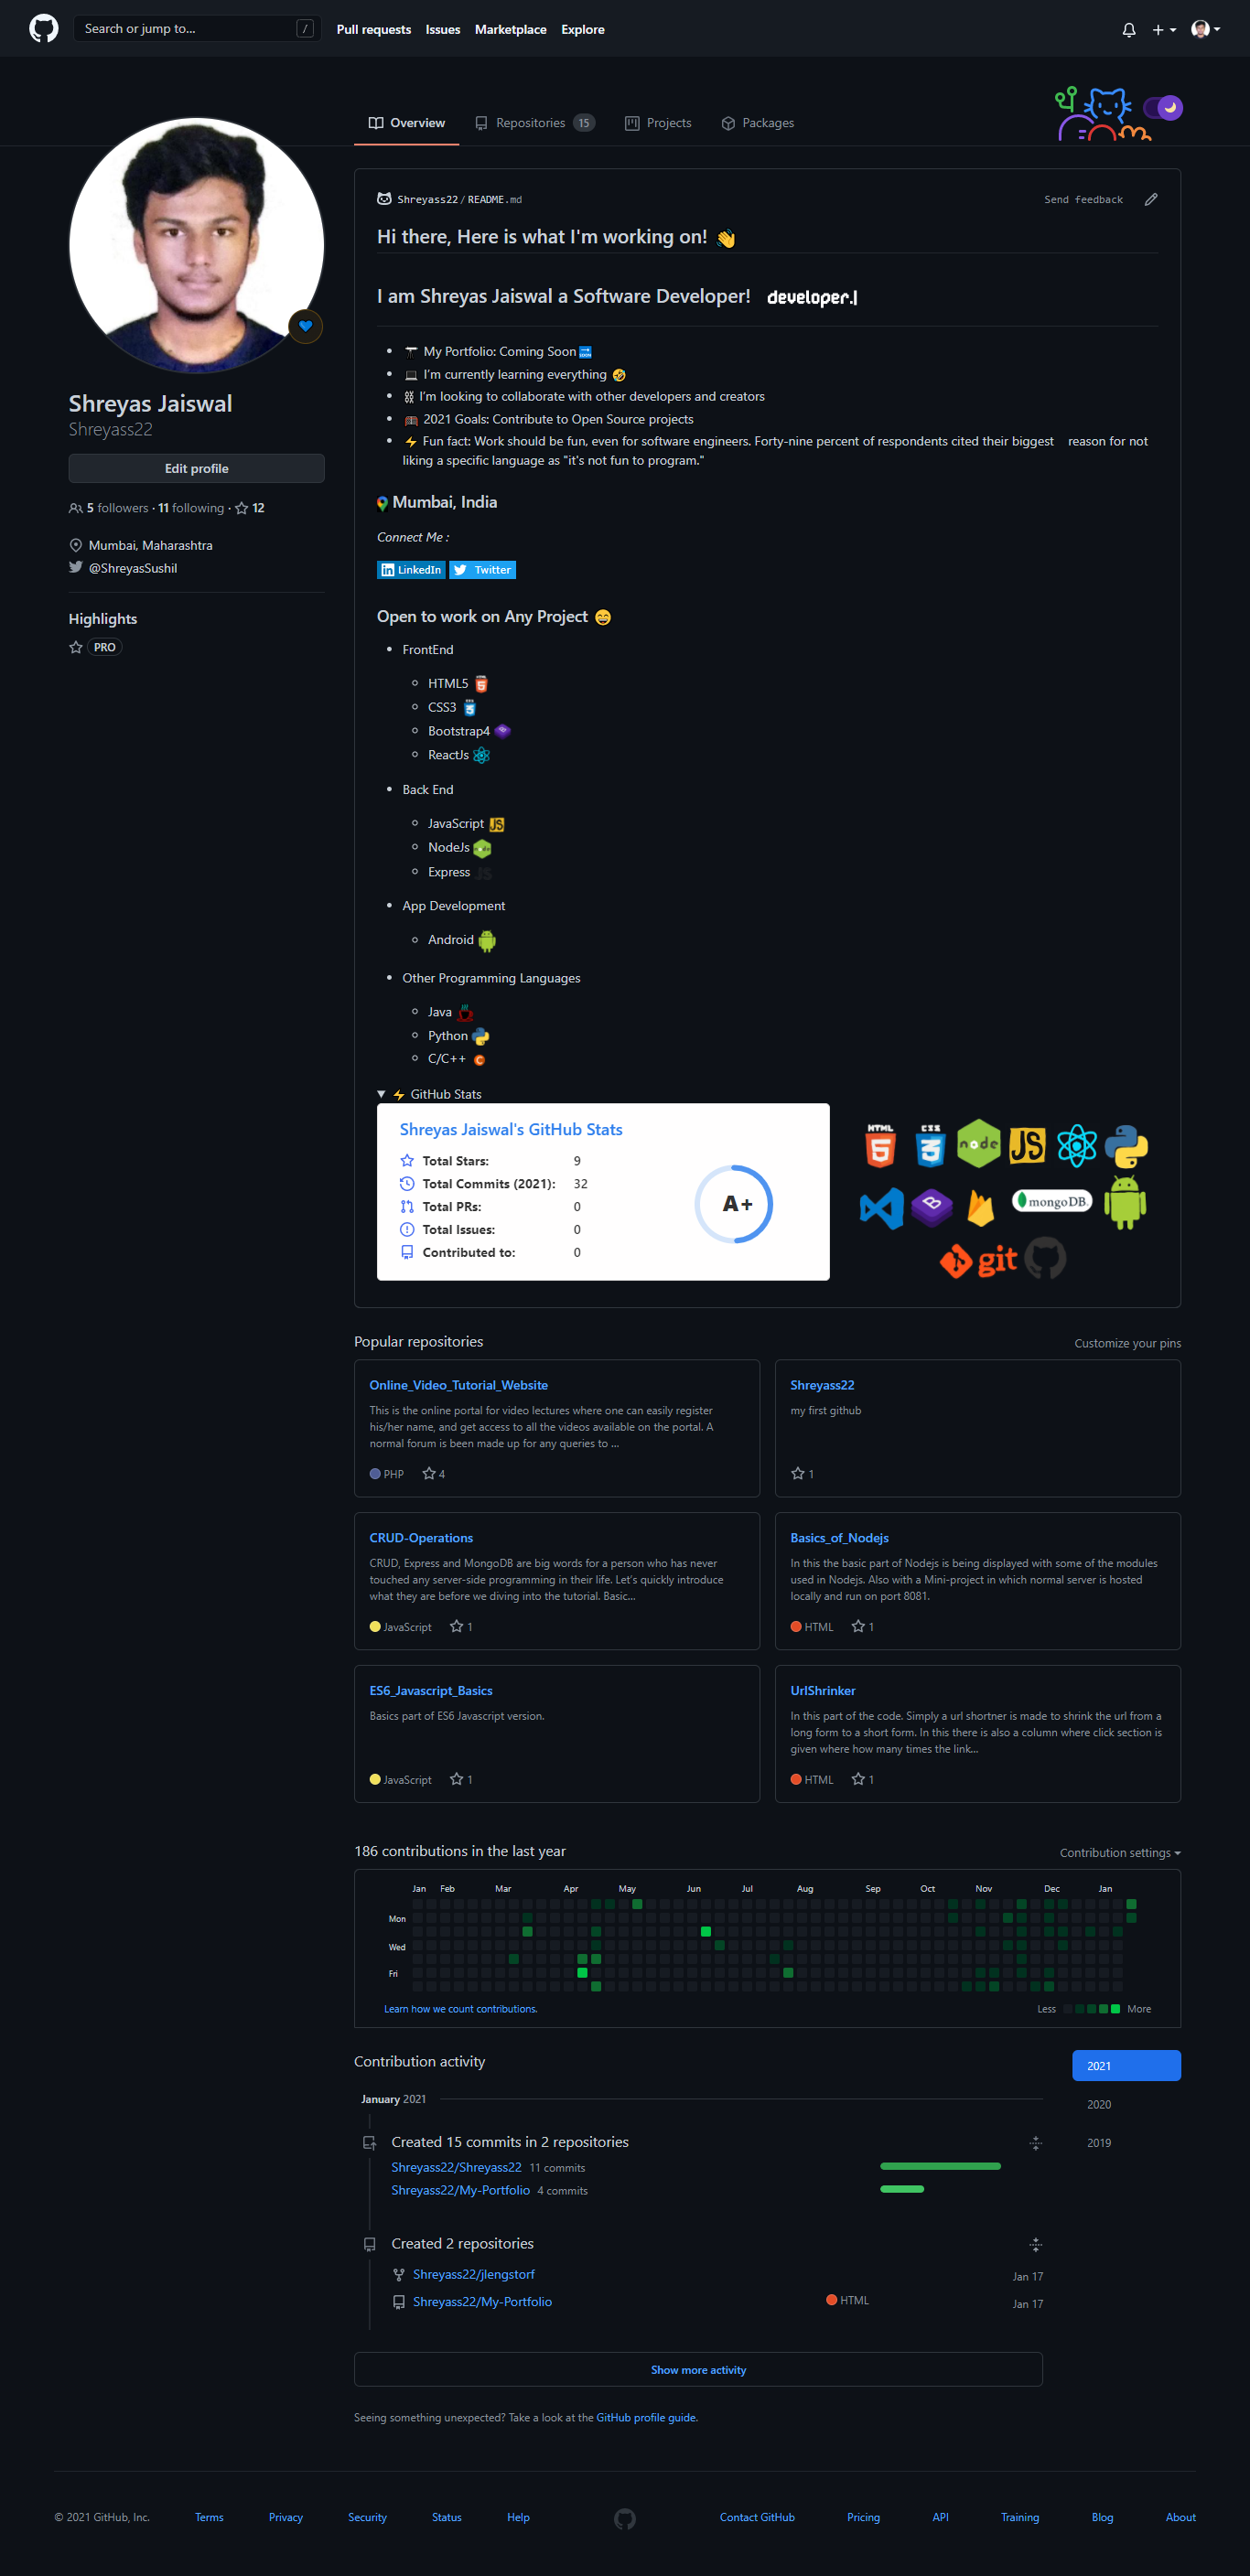 Search or jump to... /
Pull requests Issues Marketplace Explore
Overview Repositories 15 Projects Packages
Shreyas Jaiswal
Shreyass22
Edit profile
5 followers · 11 following · 12
Mumbai, Maharashtra
@ShreyasSushil
Highlights
PRO
Shreyass22/README.md Send feedback
Hi there, Here is what I'm working on! 👋
I am Shreyas Jaiswal a Software Developer! developer.|
My Portfolio: Coming Soon
I'm currently learning everything 🤣
I'm looking to collaborate with other developers and creators
2021 Goals: Contribute to Open Source projects
⚡ Fun fact: Work should be fun, even for software engineers. Forty-nine percent of respondents cited their biggest reason for not
liking a specific language as "it's not fun to program."
Mumbai, India
Connect Me :
LinkedIn Twitter
Open to work on Any Project 😄
FrontEnd
HTML5
CSS3
Bootstrap4
ReactJs
Back End
JavaScript JS
NodeJs
Express JS
App Development
Android
Other Programming Languages
Java
Python
C/C++
⚡ GitHub Stats
Shreyas Jaiswal's GitHub Stats
Total Stars: 9
Total Commits (2021): 32
Total PRs: 0
Total Issues: 0
Contributed to: 0
A+
HTML 5 CSS 3 node JS
B mongoDB
git
Popular repositories Customize your pins
Online_Video_Tutorial_Website
This is the online portal for video lectures where one can easily register
his/her name, and get access to all the videos available on the portal. A
normal forum is been made up for any queries to ...
PHP 4
Shreyass22
my first github
1
CRUD-Operations
CRUD, Express and MongoDB are big words for a person who has never
touched any server-side programming in their life. Let's quickly introduce
what they are before we diving into the tutorial. Basic...
JavaScript 1
Basics_of_Nodejs
In this the basic part of Nodejs is being displayed with some of the modules
used in Nodejs. Also with a Mini-project in which normal server is hosted
locally and run on port 8081.
HTML 1
ES6_Javascript_Basics
Basics part of ES6 Javascript version.
JavaScript 1
UrlShrinker
In this part of the code. Simply a url shortner is made to shrink the url from a
long form to a short form. In this there is also a column where click section is
given where how many times the link...
HTML 1
186 contributions in the last year Contribution settings
Jan Feb Mar Apr May Jun Jul Aug Sep Oct Nov Dec Jan
Mon
Wed
Fri
Learn how we count contributions. Less More
Contribution activity
2021
2020
2019
January 2021
Created 15 commits in 2 repositories
Shreyass22/Shreyass22 11 commits
Shreyass22/My-Portfolio 4 commits
Created 2 repositories
Shreyass22/jlengstorf Jan 17
Shreyass22/My-Portfolio HTML Jan 17
Show more activity
Seeing something unexpected? Take a look at the GitHub profile guide.
© 2021 GitHub, Inc. Terms Privacy Security Status Help Contact GitHub Pricing API Training Blog About